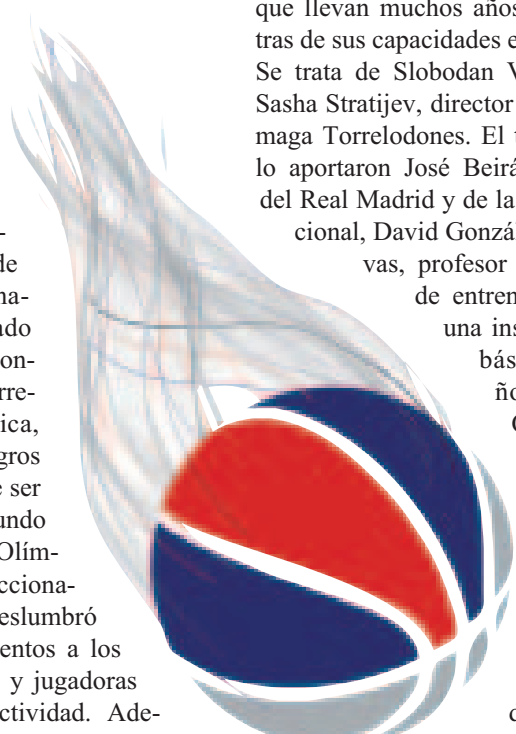 -
de
na-
ado
on-
rre-
ica,
gros
e ser
undo
Olím-
cciona-
eslumbró
entos a los
y jugadoras
ctividad. Ade-
que llevan muchos años
tras de sus capacidades e
Se trata de Slobodan V
Sasha Stratijev, director
maga Torrelodones. El t
lo aportaron José Beirá
del Real Madrid y de la
cional, David Gonzál
vas, profesor
de entren
una ins
bás
ño
d